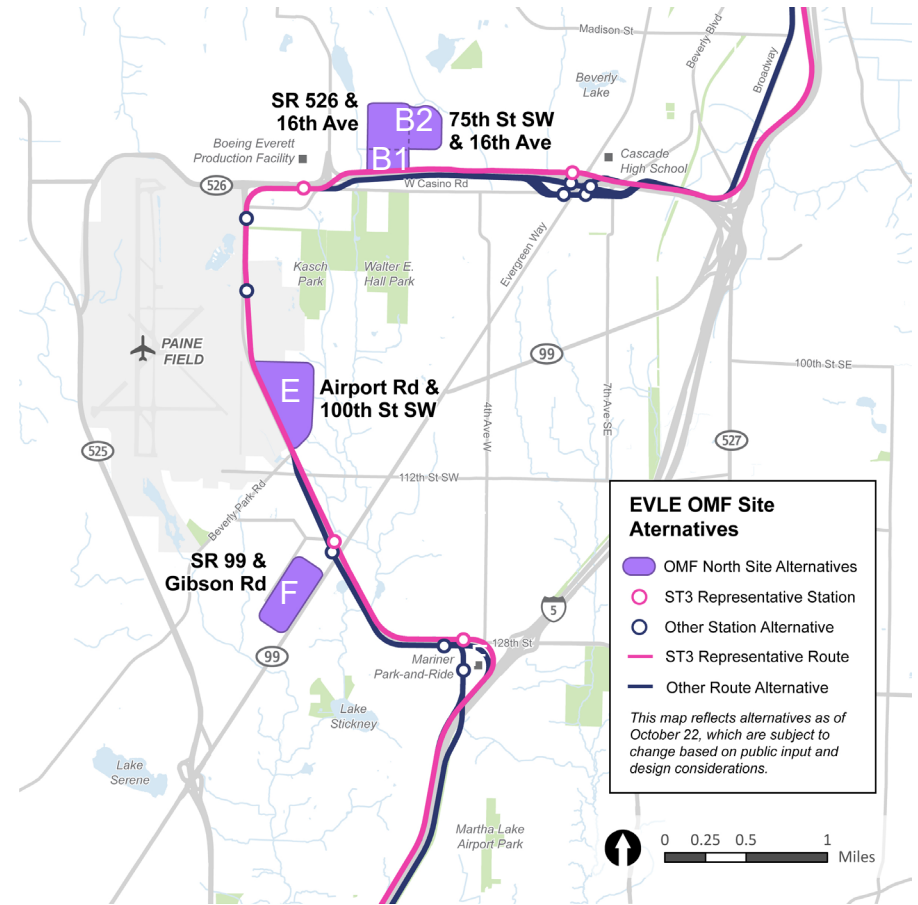 Madison St
Beverly Blvd
Broadway
Beverly
Lake
SR 526 &
16th Ave
B2
B1
75th St SW
& 16th Ave
Boeing Everett
Production Facility
Cascade
High School
526
W Casino Rd
Evergreen Way
Kasch
Park
Walter E.
Hall Park
PAINE
FIELD
99
100th St SE
E
Airport Rd &
100th St SW
4th Ave W
7th Ave SE
525
527
112th St SW
Beverly Park Rd
SR 99 &
Gibson Rd
F
5
99
128th St
Mariner
Park-and-Ride
Lake
Stickney
Lake
Serene
Martha Lake
Airport Park
EVLE OMF Site
Aternatives
OMF North Site Alternatives
ST3 Representative Station
Other Station Alternative
ST3 Representative Route
Other Route Alternative
This map reflects alternatives as of
October 22, which are subject to
change based on public input and
design considerations.
0 0.25 0.5 1
Miles